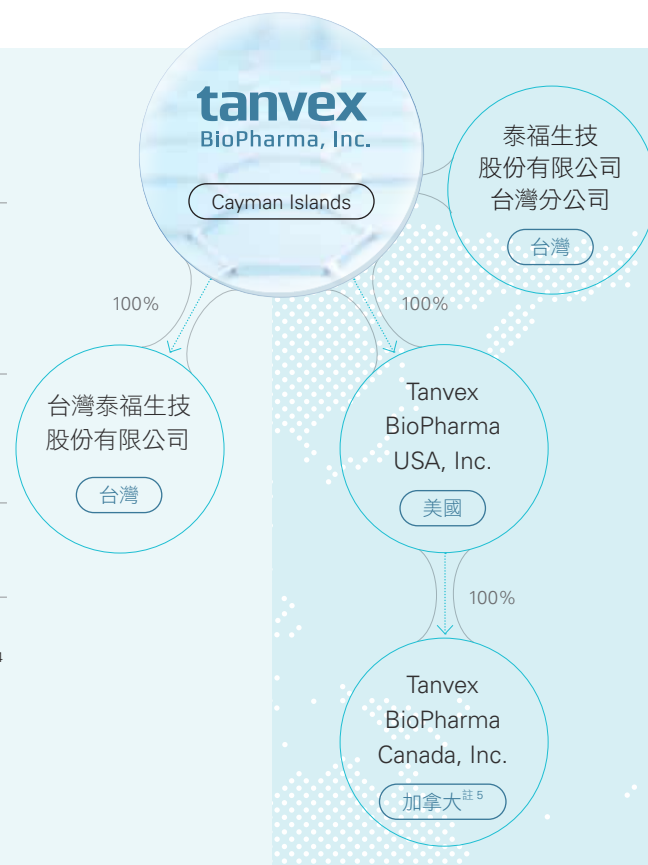 tanvex
BioPharma, Inc.
Cayman Islands
泰福生技
股份有限公司
台灣分公司
台灣
100%
100%
台灣泰福生技
股份有限公司
台灣
Tanvex
BioPharma
USA, Inc.
美國
100%
Tanvex
BioPharma
Canada, Inc.
加拿大註 5